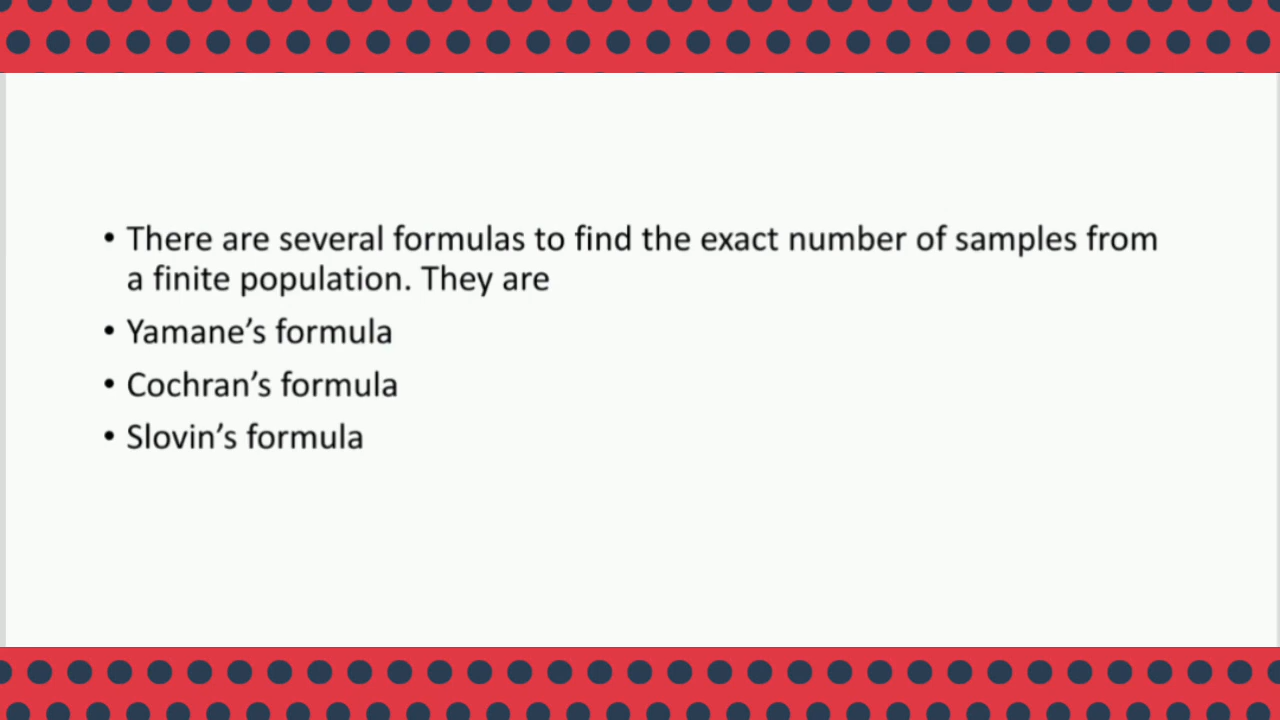 • There are several formulas to find the exact number of samples from
a finite population. They are
• Yamane’s formula
• Cochran’s formula
• Slovin’s formula